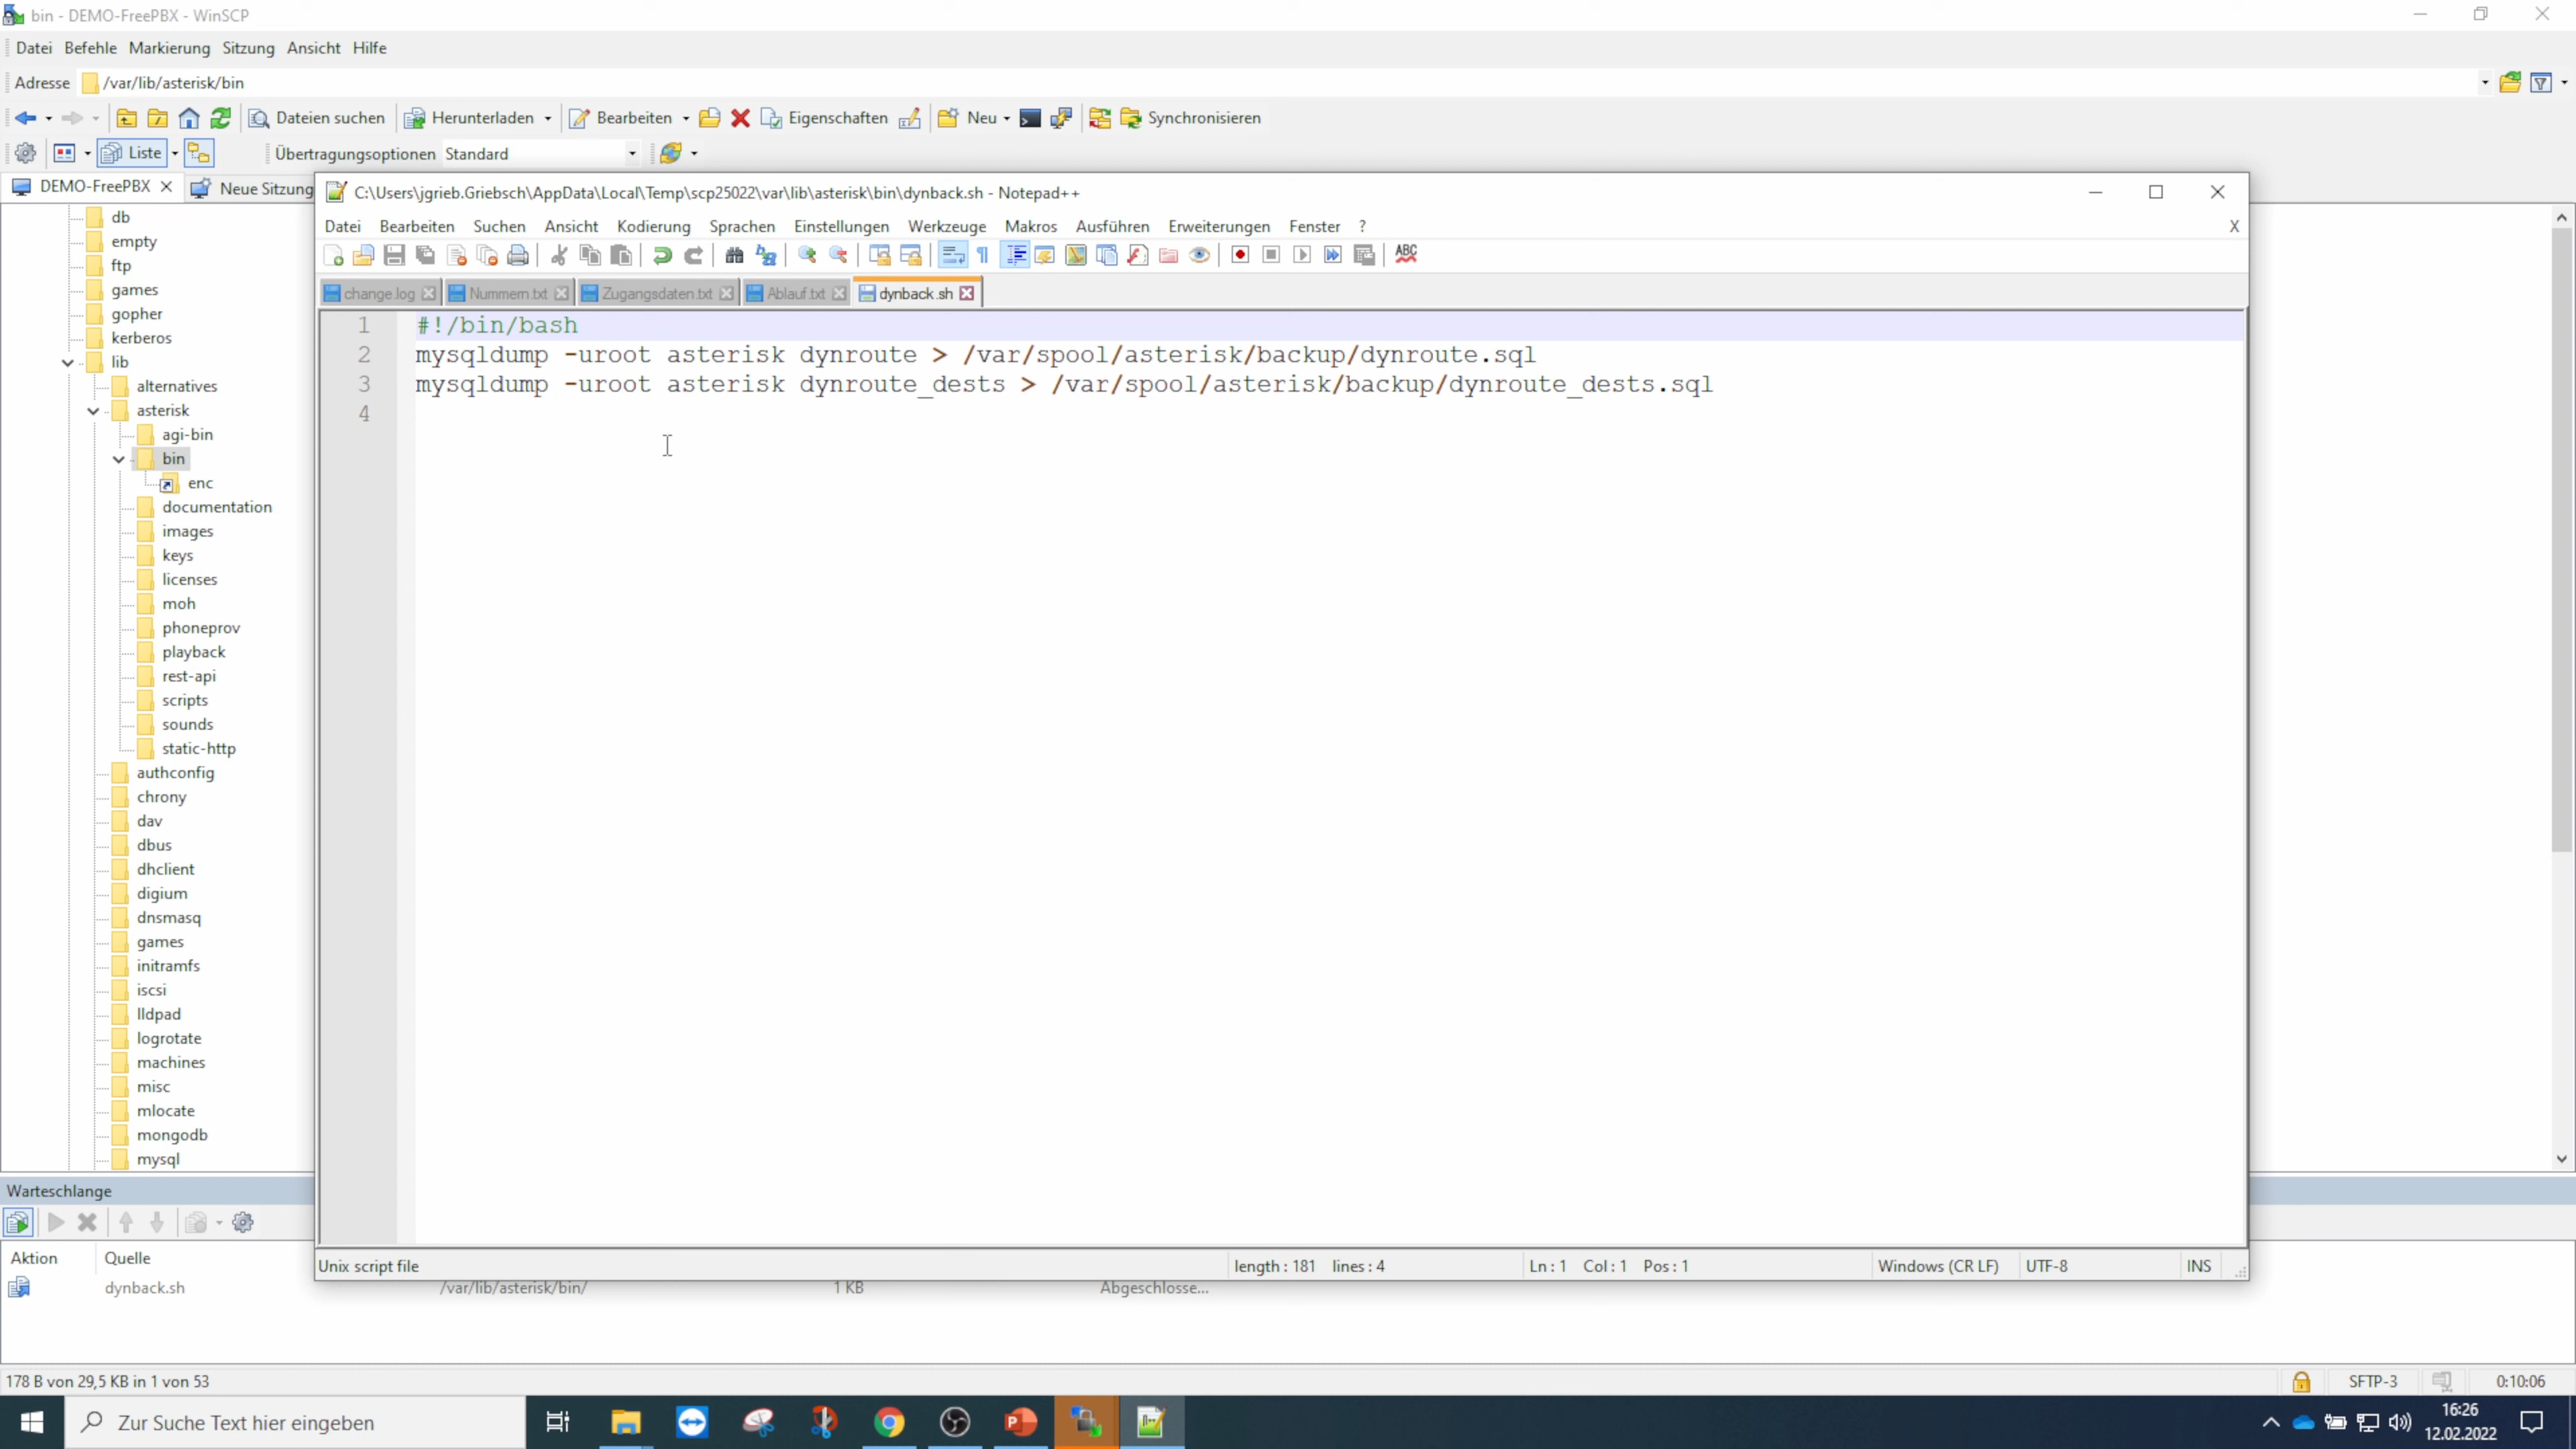 bin - DEMO-FreePBX - WinSCP
Datei Befehle Markierung Sitzung Ansicht Hilfe
Adresse /var/lib/asterisk/bin
Dateien suchen Herunterladen Bearbeiten Eigenschaften Neu Synchronisieren
Liste Übertragungsoptionen Standard
DEMO-FreePBX Neue Sitzung
db
empty
ftp
games
gopher
kerberos
lib
alternatives
asterisk
agi-bin
bin
enc
documentation
images
keys
licenses
moh
phoneprov
playback
rest-api
scripts
sounds
static-http
authconfig
chrony
dav
dbus
dhclient
digium
dnsmasq
games
initramfs
iscsi
lldpad
logrotate
machines
misc
mlocate
mongodb
mysql
C:\Users\jgrieb.Griebsch\AppData\Local\Temp\scp25022\var\lib\asterisk\bin\dynback.sh - Notepad++
Datei Bearbeiten Suchen Ansicht Kodierung Sprachen Einstellungen Werkzeuge Makros Ausführen Erweiterungen Fenster ? X
ABC
change.log Nummern.txt Zugangsdaten.txt Ablauf.txt dynback.sh
1 #!/bin/bash
2 mysqldump -uroot asterisk dynroute > /var/spool/asterisk/backup/dynroute.sql
3 mysqldump -uroot asterisk dynroute_dests > /var/spool/asterisk/backup/dynroute_dests.sql
4
Unix script file length : 181 lines : 4 Ln : 1 Col : 1 Pos : 1 Windows (CR LF) UTF-8 INS
Warteschlange
Aktion Quelle
dynback.sh /var/lib/asterisk/bin/ 1 KB Abgeschlosse...
178 B von 29,5 KB in 1 von 53 SFTP-3 0:10:06
Zur Suche Text hier eingeben
16:26
12.02.2022